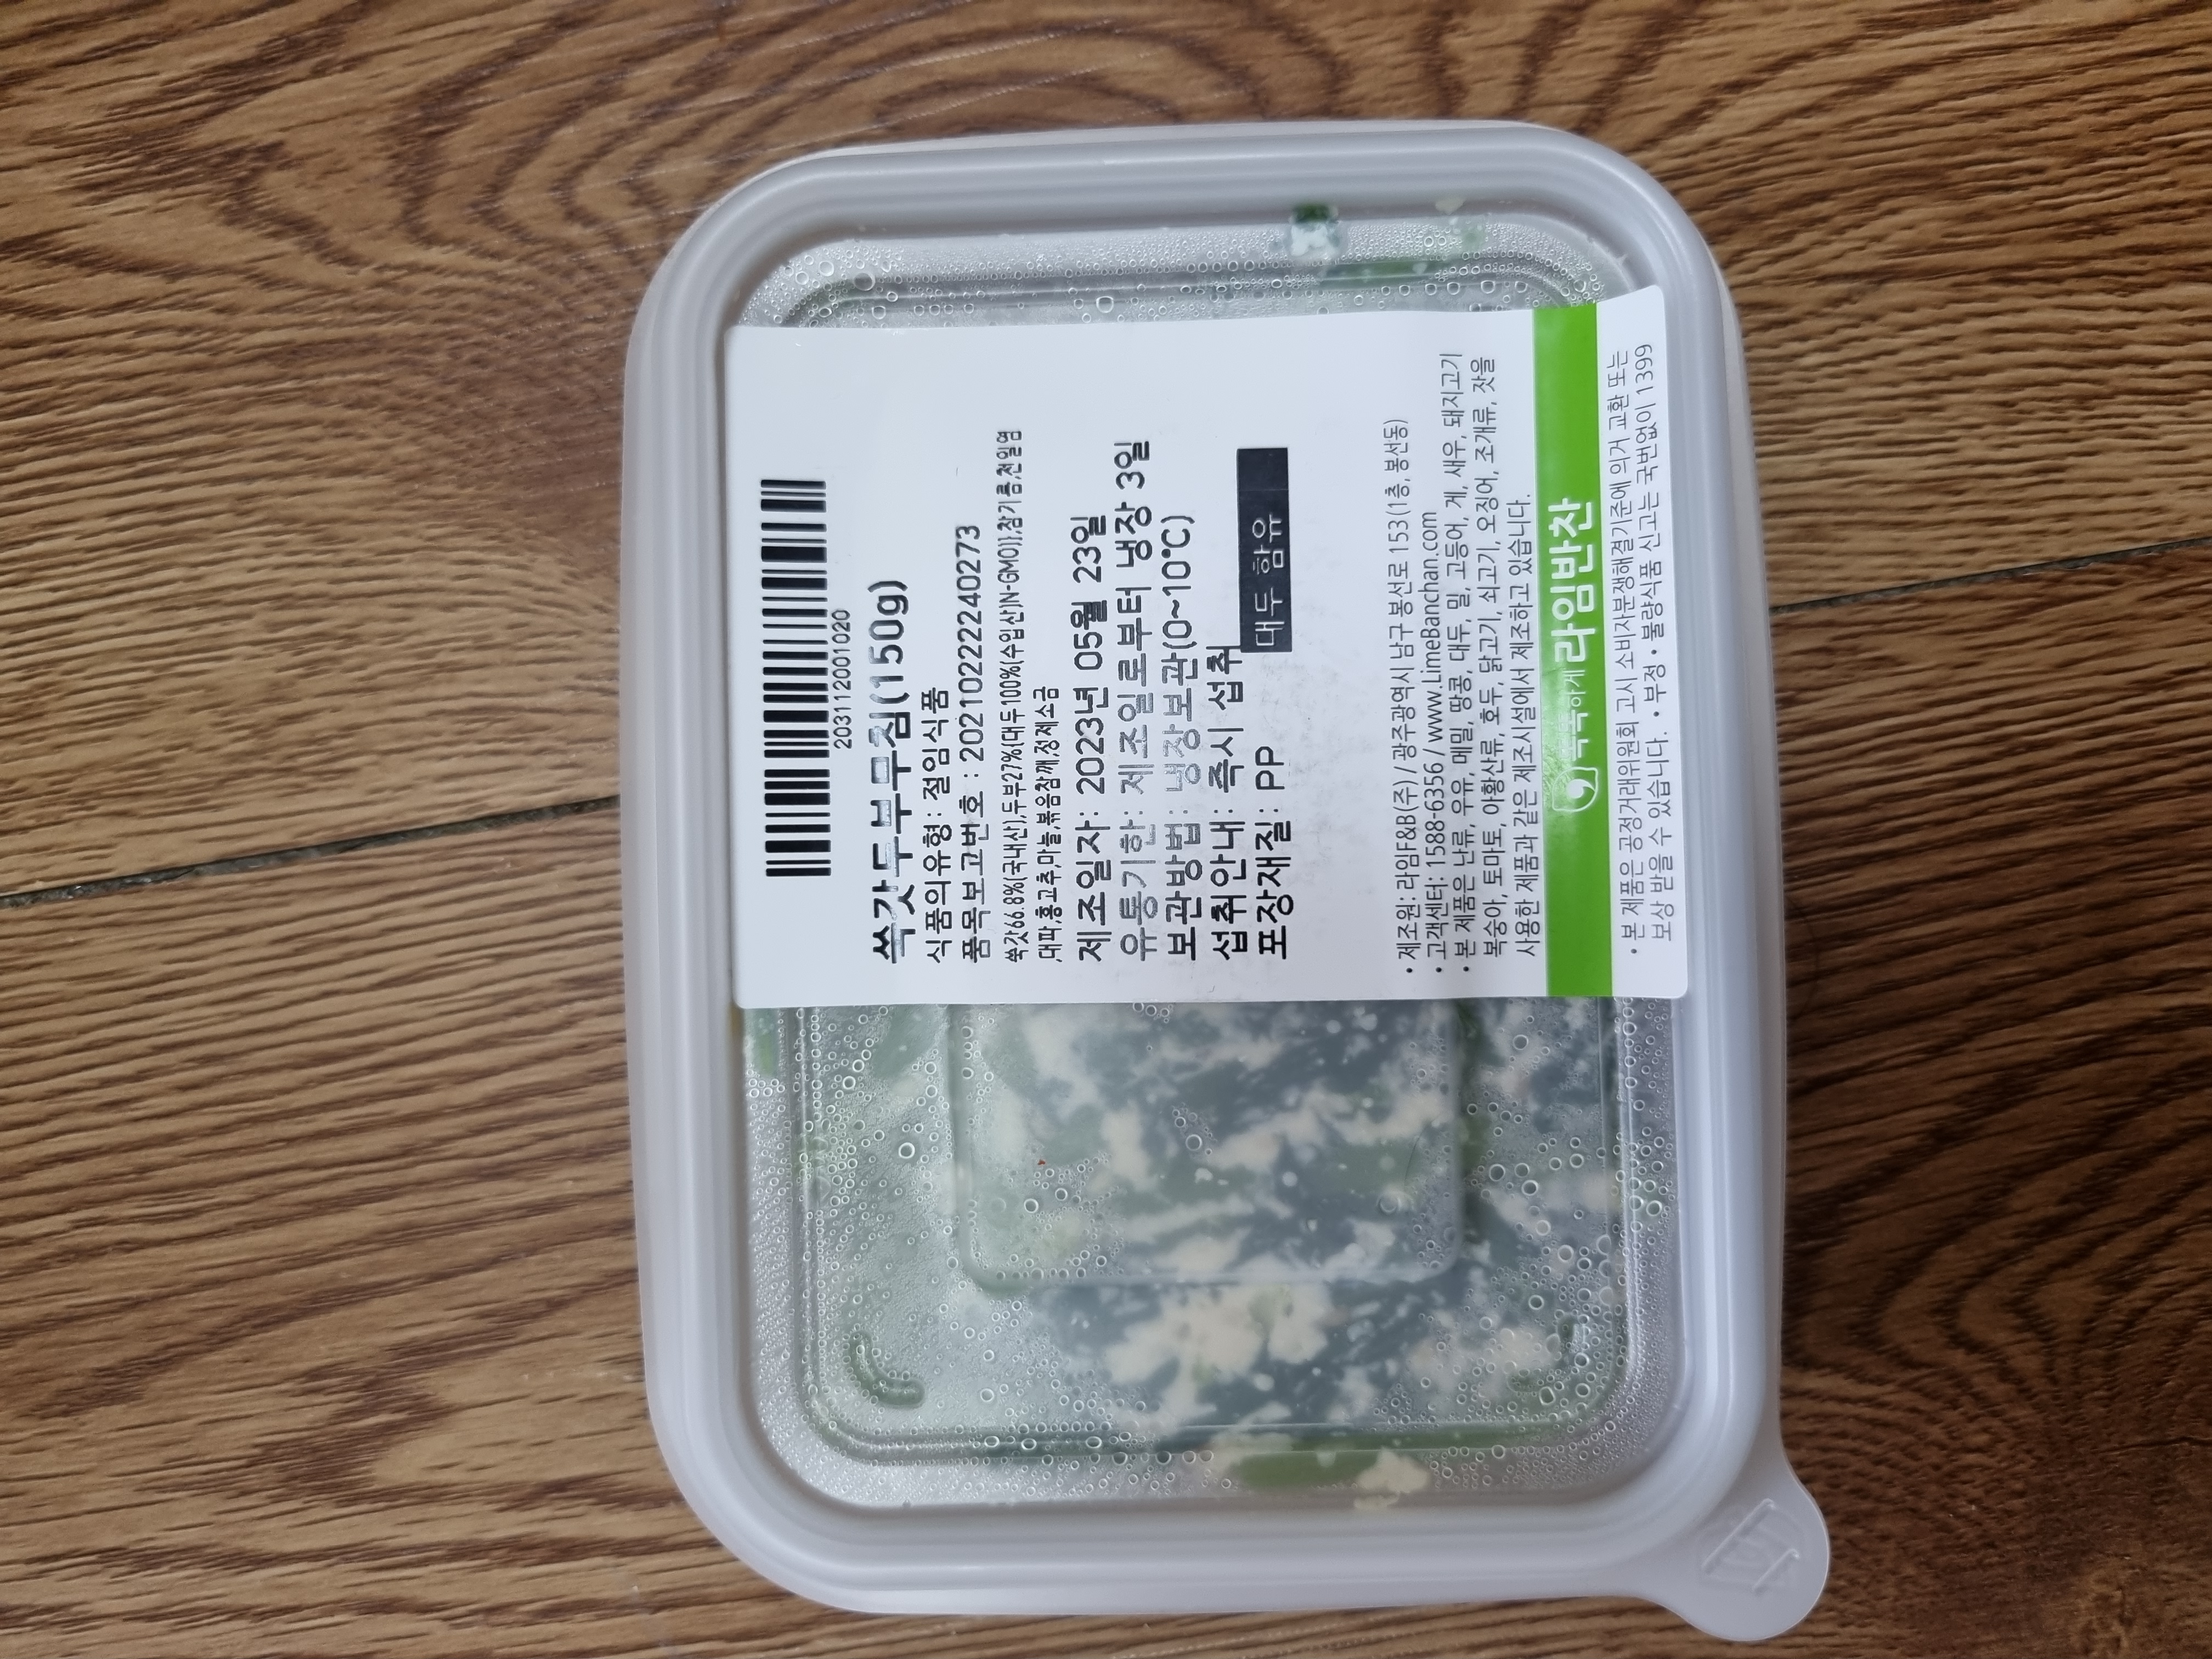 203112001020
쑥갓두부무침(150g)
식품의유형: 절임식품
품목보고번호 : 2021022224 0273
쑥갓66.8%(국내산),두부27%{대두100%(수입산)N-GMO)},참기름,천일염
,대파,홍고추,마늘,볶음참깨,정제소금
제조일자: 2023년 05월 23일
유통기한: 제조일로부터 냉장 3일
보관방법: 냉장보관(0~10℃)
섭취안내: 즉시 섭취
포장재질: PP
대두 함유
• 제조원: 라임F&B(주) / 광주광역시 남구 봉선로 153(1층, 봉선동)
• 고객센터: 1588-6356 / www.LimeBanchan.com
• 본 제품은 난류, 우유, 메밀, 땅콩, 대두, 밀, 고등어, 게, 새우, 돼지고기
복숭아, 토마토, 아황산류, 호두, 닭고기, 쇠고기, 오징어, 조개류, 잣을
사용한 제품과 같은 제조시설에서 제조하고 있습니다.
똑똑하게 라임반찬
• 본 제품은 공정거래위원회 고시 소비자분쟁해결기준에 의거 교환 또는
보상 받을 수 있습니다. • 부정 • 불량식품 신고는 국번없이 1399